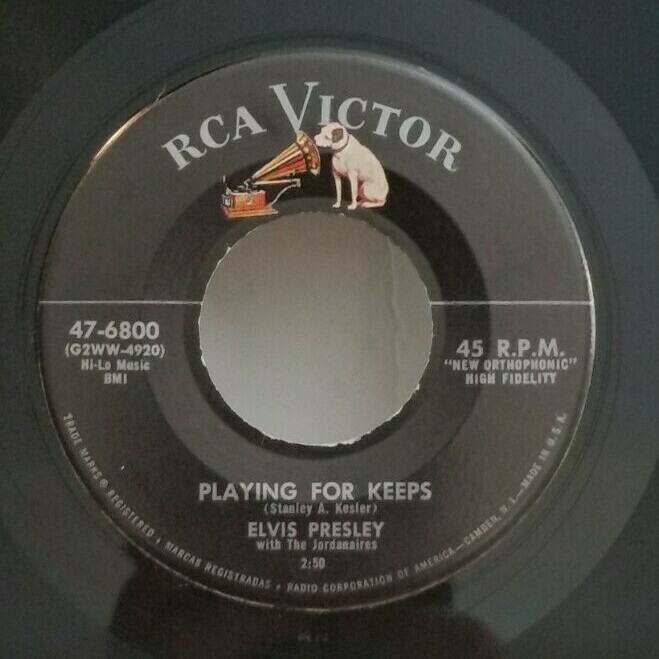 RCA VICTOR
47-6800
(G2WW-4920)
Hi-Lo Music
BMI
45 R.P.M.
"NEW ORTHOPHONIC"
HIGH FIDELITY
PLAYING FOR KEEPS
(Stanley A. Kesler)
ELVIS PRESLEY
with The Jordanaires
2:50
TRADE MARKS ® REGISTERED • MARCAS REGISTRADAS • RADIO CORPORATION OF AMERICA—CAMDEN, N. J.—MADE IN U.S.A.